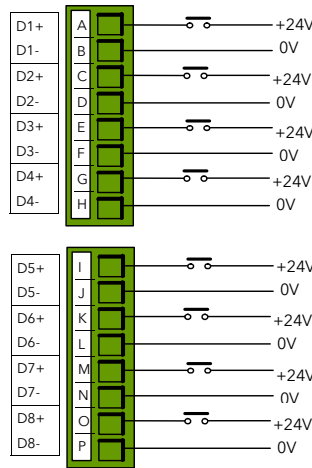 D1+ A +24V
D1- B 0V
D2+ C +24V
D2- D 0V
D3+ E +24V
D3- F 0V
D4+ G +24V
D4- H 0V
D5+ I +24V
D5- J 0V
D6+ K +24V
D6- L 0V
D7+ M +24V
D7- N 0V
D8+ O +24V
D8- P 0V